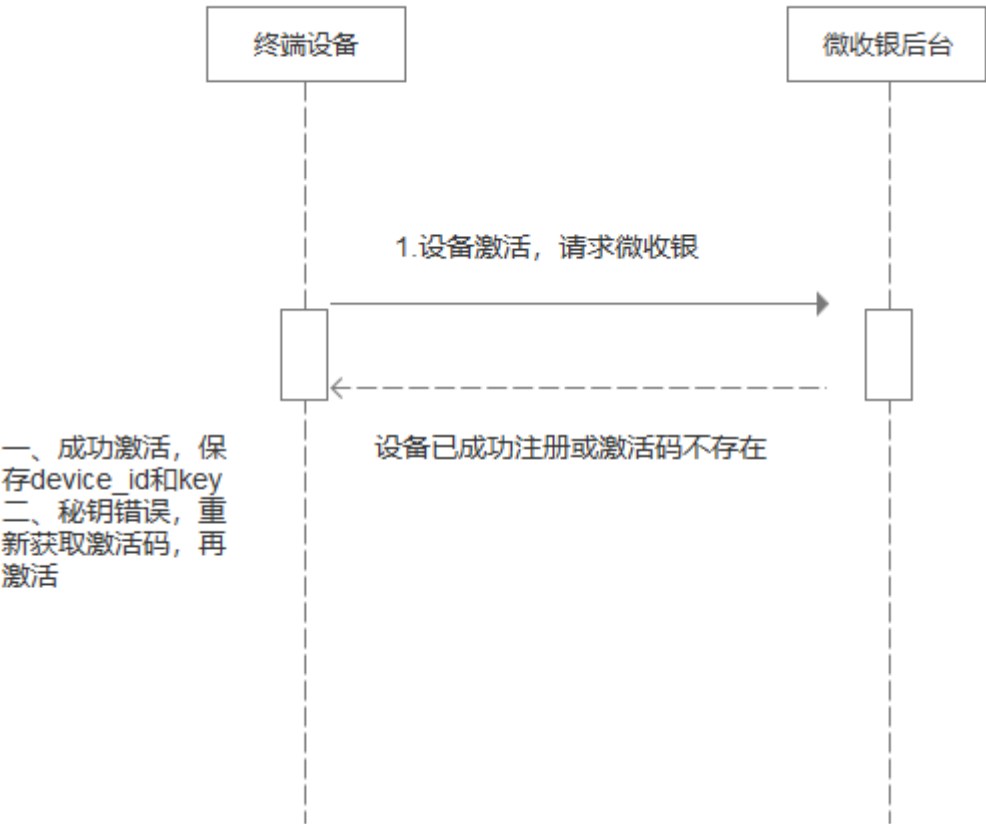 终端设备
微收银后台
1.设备激活，请求微收银
设备已成功注册或激活码不存在
一、成功激活，保
存device_id和key
二、秘钥错误，重
新获取激活码，再
激活